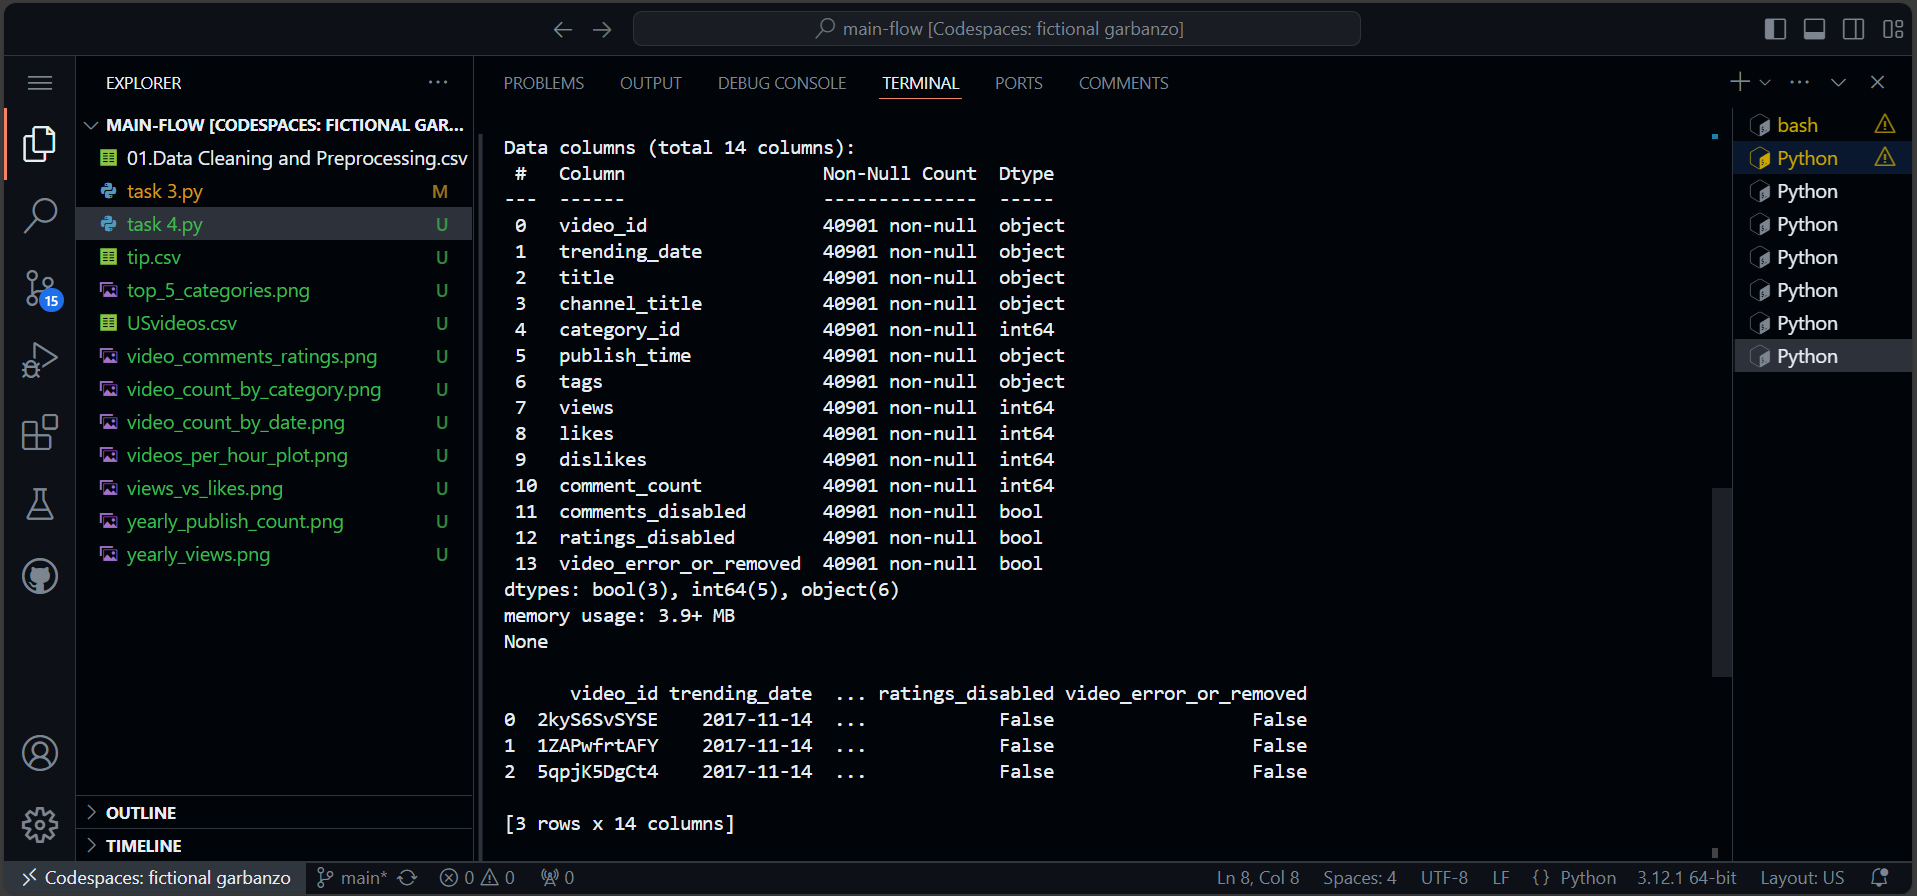 main-flow [Codespaces: fictional garbanzo]
EXPLORER
MAIN-FLOW [CODESPACES: FICTIONAL GAR...
01.Data Cleaning and Preprocessing.csv
task 3.py M
task 4.py U
tip.csv U
top_5_categories.png U
USvideos.csv U
video_comments_ratings.png U
video_count_by_category.png U
video_count_by_date.png U
videos_per_hour_plot.png U
views_vs_likes.png U
yearly_publish_count.png U
yearly_views.png U
15
OUTLINE
TIMELINE
PROBLEMS OUTPUT DEBUG CONSOLE TERMINAL PORTS COMMENTS
Data columns (total 14 columns):
 #   Column                  Non-Null Count  Dtype
---  ------                  --------------  -----
 0   video_id                40901 non-null  object
 1   trending_date           40901 non-null  object
 2   title                   40901 non-null  object
 3   channel_title           40901 non-null  object
 4   category_id             40901 non-null  int64
 5   publish_time            40901 non-null  object
 6   tags                    40901 non-null  object
 7   views                   40901 non-null  int64
 8   likes                   40901 non-null  int64
 9   dislikes                40901 non-null  int64
 10  comment_count           40901 non-null  int64
 11  comments_disabled       40901 non-null  bool
 12  ratings_disabled        40901 non-null  bool
 13  video_error_or_removed  40901 non-null  bool
dtypes: bool(3), int64(5), object(6)
memory usage: 3.9+ MB
None
      video_id trending_date  ... ratings_disabled video_error_or_removed
0  2kyS6SvSYSE    2017-11-14  ...            False                  False
1  1ZAPwfrtAFY    2017-11-14  ...            False                  False
2  5qpjK5DgCt4    2017-11-14  ...            False                  False
[3 rows x 14 columns]
bash
Python
Python
Python
Python
Python
Python
Python
Codespaces: fictional garbanzo main* 0 0 0 Ln 8, Col 8 Spaces: 4 UTF-8 LF {} Python 3.12.1 64-bit Layout: US